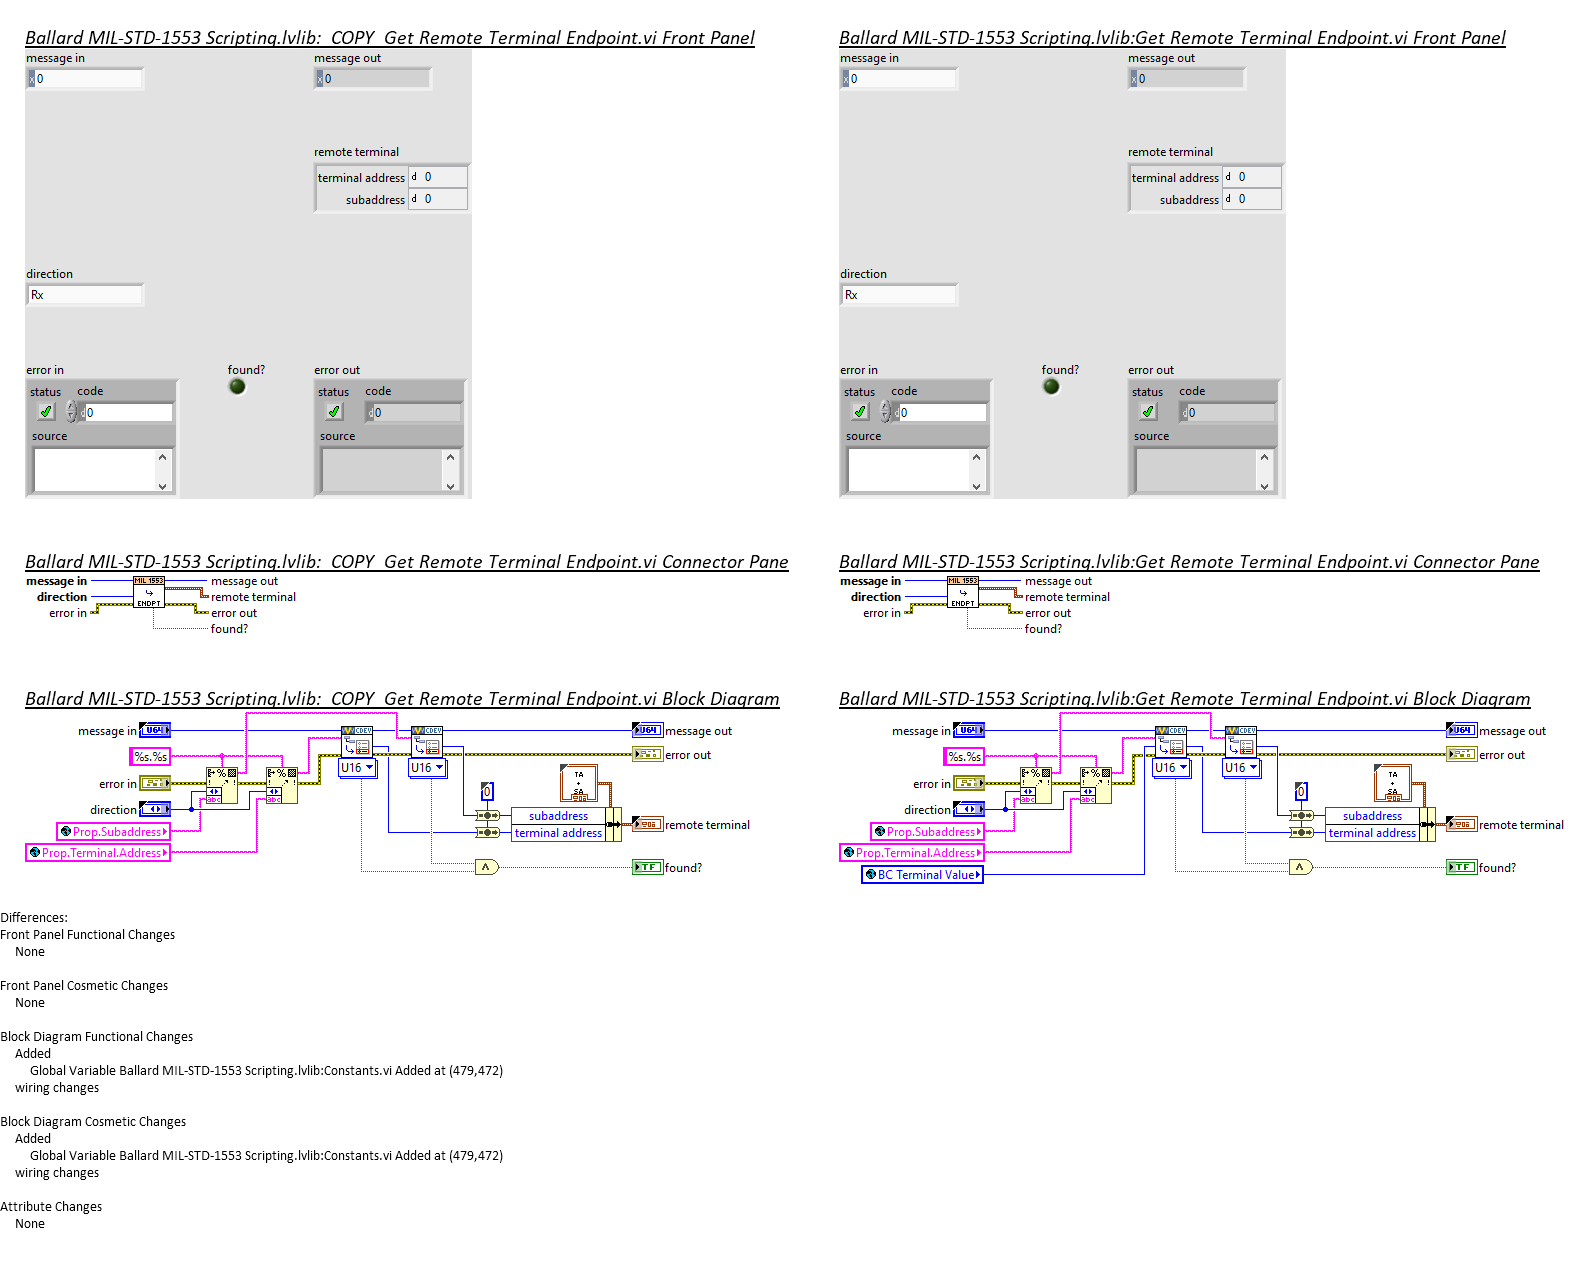 Ballard MIL-STD-1553 Scripting.lvlib:_COPY_Get Remote Terminal Endpoint.vi Front Panel
message in
0
message out
0
remote terminal
terminal address d 0
subaddress d 0
direction
Rx
error in
status code
0
source
found?
error out
status code
0
source
Ballard MIL-STD-1553 Scripting.lvlib:Get Remote Terminal Endpoint.vi Front Panel
message in
0
message out
0
remote terminal
terminal address d 0
subaddress d 0
direction
Rx
error in
status code
0
source
found?
error out
status code
0
source
Ballard MIL-STD-1553 Scripting.lvlib:_COPY_Get Remote Terminal Endpoint.vi Connector Pane
message in MIL 1553 message out
direction remote terminal
error in ENDPT error out
found?
Ballard MIL-STD-1553 Scripting.lvlib:Get Remote Terminal Endpoint.vi Connector Pane
message in MIL 1553 message out
direction remote terminal
error in ENDPT error out
found?
Ballard MIL-STD-1553 Scripting.lvlib:_COPY_Get Remote Terminal Endpoint.vi Block Diagram
message in U64 CDEV CDEV U64 message out
%s.%s error out
U16 U16
error in % % TA
abc abc + SA
0
direction subaddress
terminal address remote terminal
Prop.Subaddress
Prop.Terminal.Address
TF found?
Ballard MIL-STD-1553 Scripting.lvlib:Get Remote Terminal Endpoint.vi Block Diagram
message in U64 CDEV CDEV U64 message out
%s.%s error out
U16 U16
error in % % TA
abc abc + SA
0
direction subaddress
terminal address remote terminal
Prop.Subaddress
Prop.Terminal.Address
BC Terminal Value
TF found?
Differences:
Front Panel Functional Changes
None
Front Panel Cosmetic Changes
None
Block Diagram Functional Changes
Added
Global Variable Ballard MIL-STD-1553 Scripting.lvlib:Constants.vi Added at (479,472)
wiring changes
Block Diagram Cosmetic Changes
Added
Global Variable Ballard MIL-STD-1553 Scripting.lvlib:Constants.vi Added at (479,472)
wiring changes
Attribute Changes
None